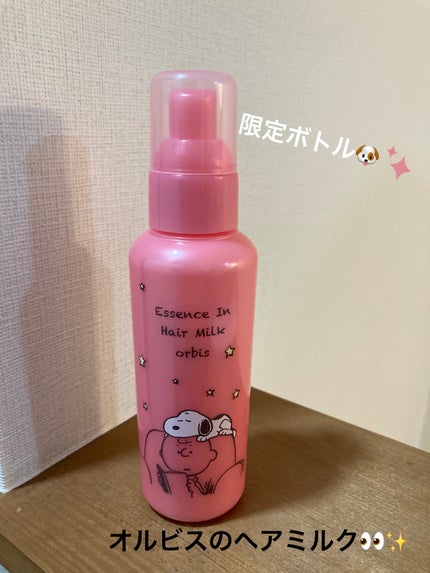 限定ボトル🐶✨
Essence In
Hair Milk
orbis
オルビスのヘアミルク👀✨